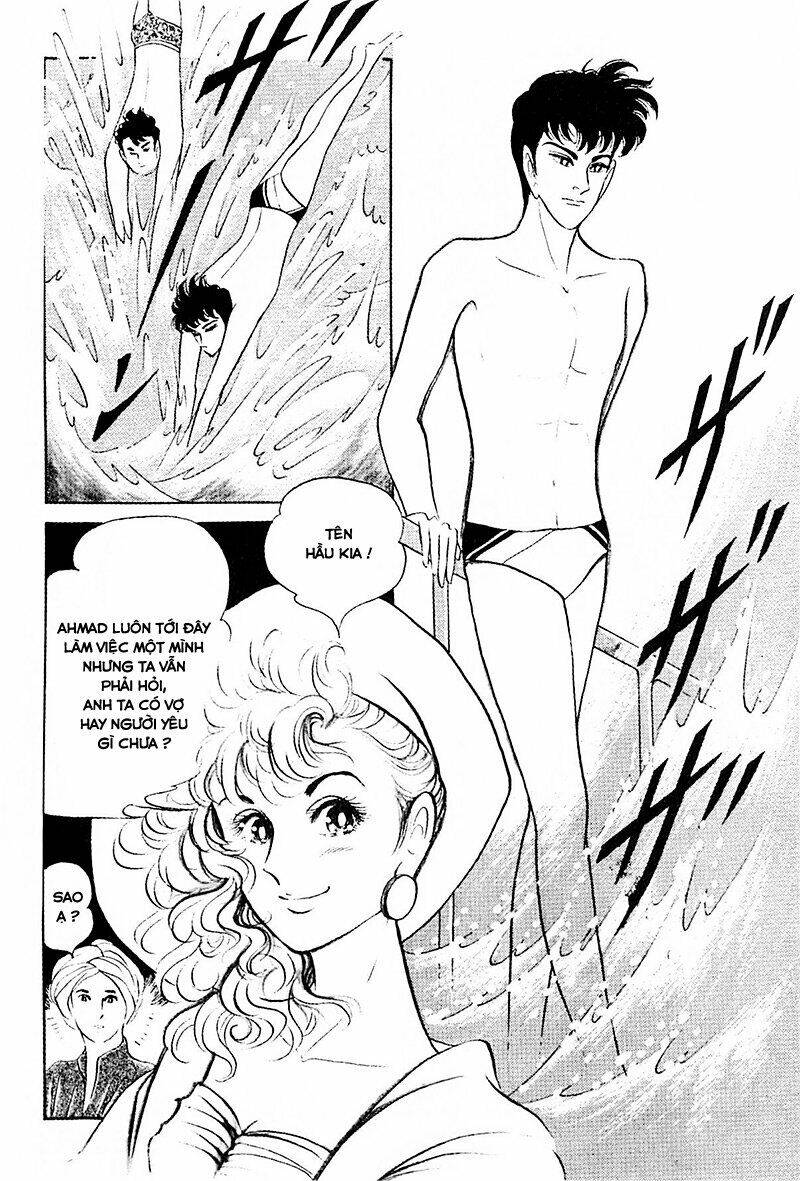 ザ
ザ
ザ
ザ
TÊN
HẦU KIA !
AHMAD LUÔN TỚI ĐÂY
LÀM VIỆC MỘT MÌNH
NHƯNG TA VẪN
PHẢI HỎI,
ANH TA CÓ VỢ
HAY NGƯỜI YÊU
GÌ CHƯA ?
SAO
Ạ ?